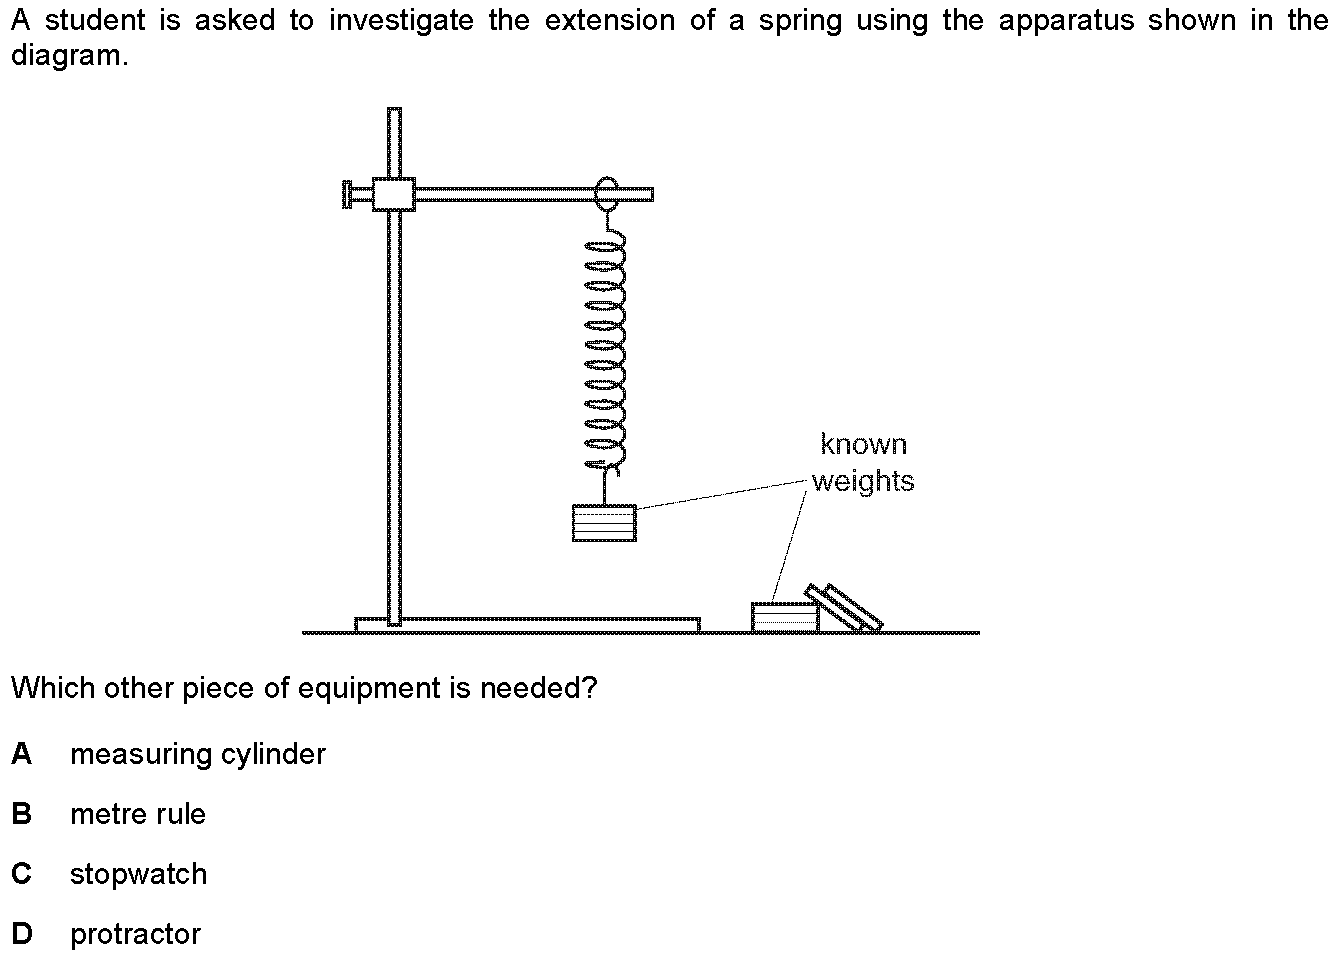 A student is asked to investigate the extension of a spring using the apparatus shown in the
diagram.
known
weights
Which other piece of equipment is needed?
A measuring cylinder
B metre rule
C stopwatch
D protractor